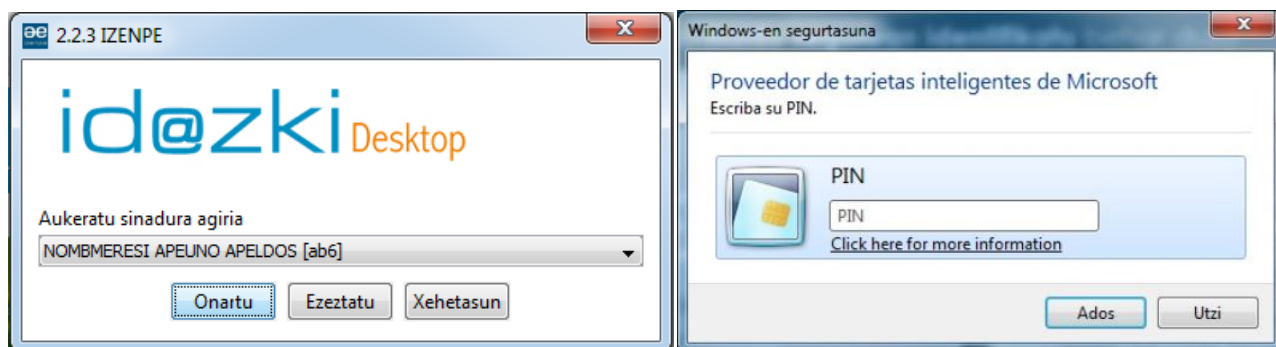 2.2.3 IZENPE
id@zki Desktop
Aukeratu sinadura agiria
NOMBMERESI APEUNO APELDOS [ab6]
Onartu Ezeztatu Xehetasun
Windows-en segurtasuna
Proveedor de tarjetas inteligentes de Microsoft
Escriba su PIN.
PIN
PIN
Click here for more information
Ados Utzi